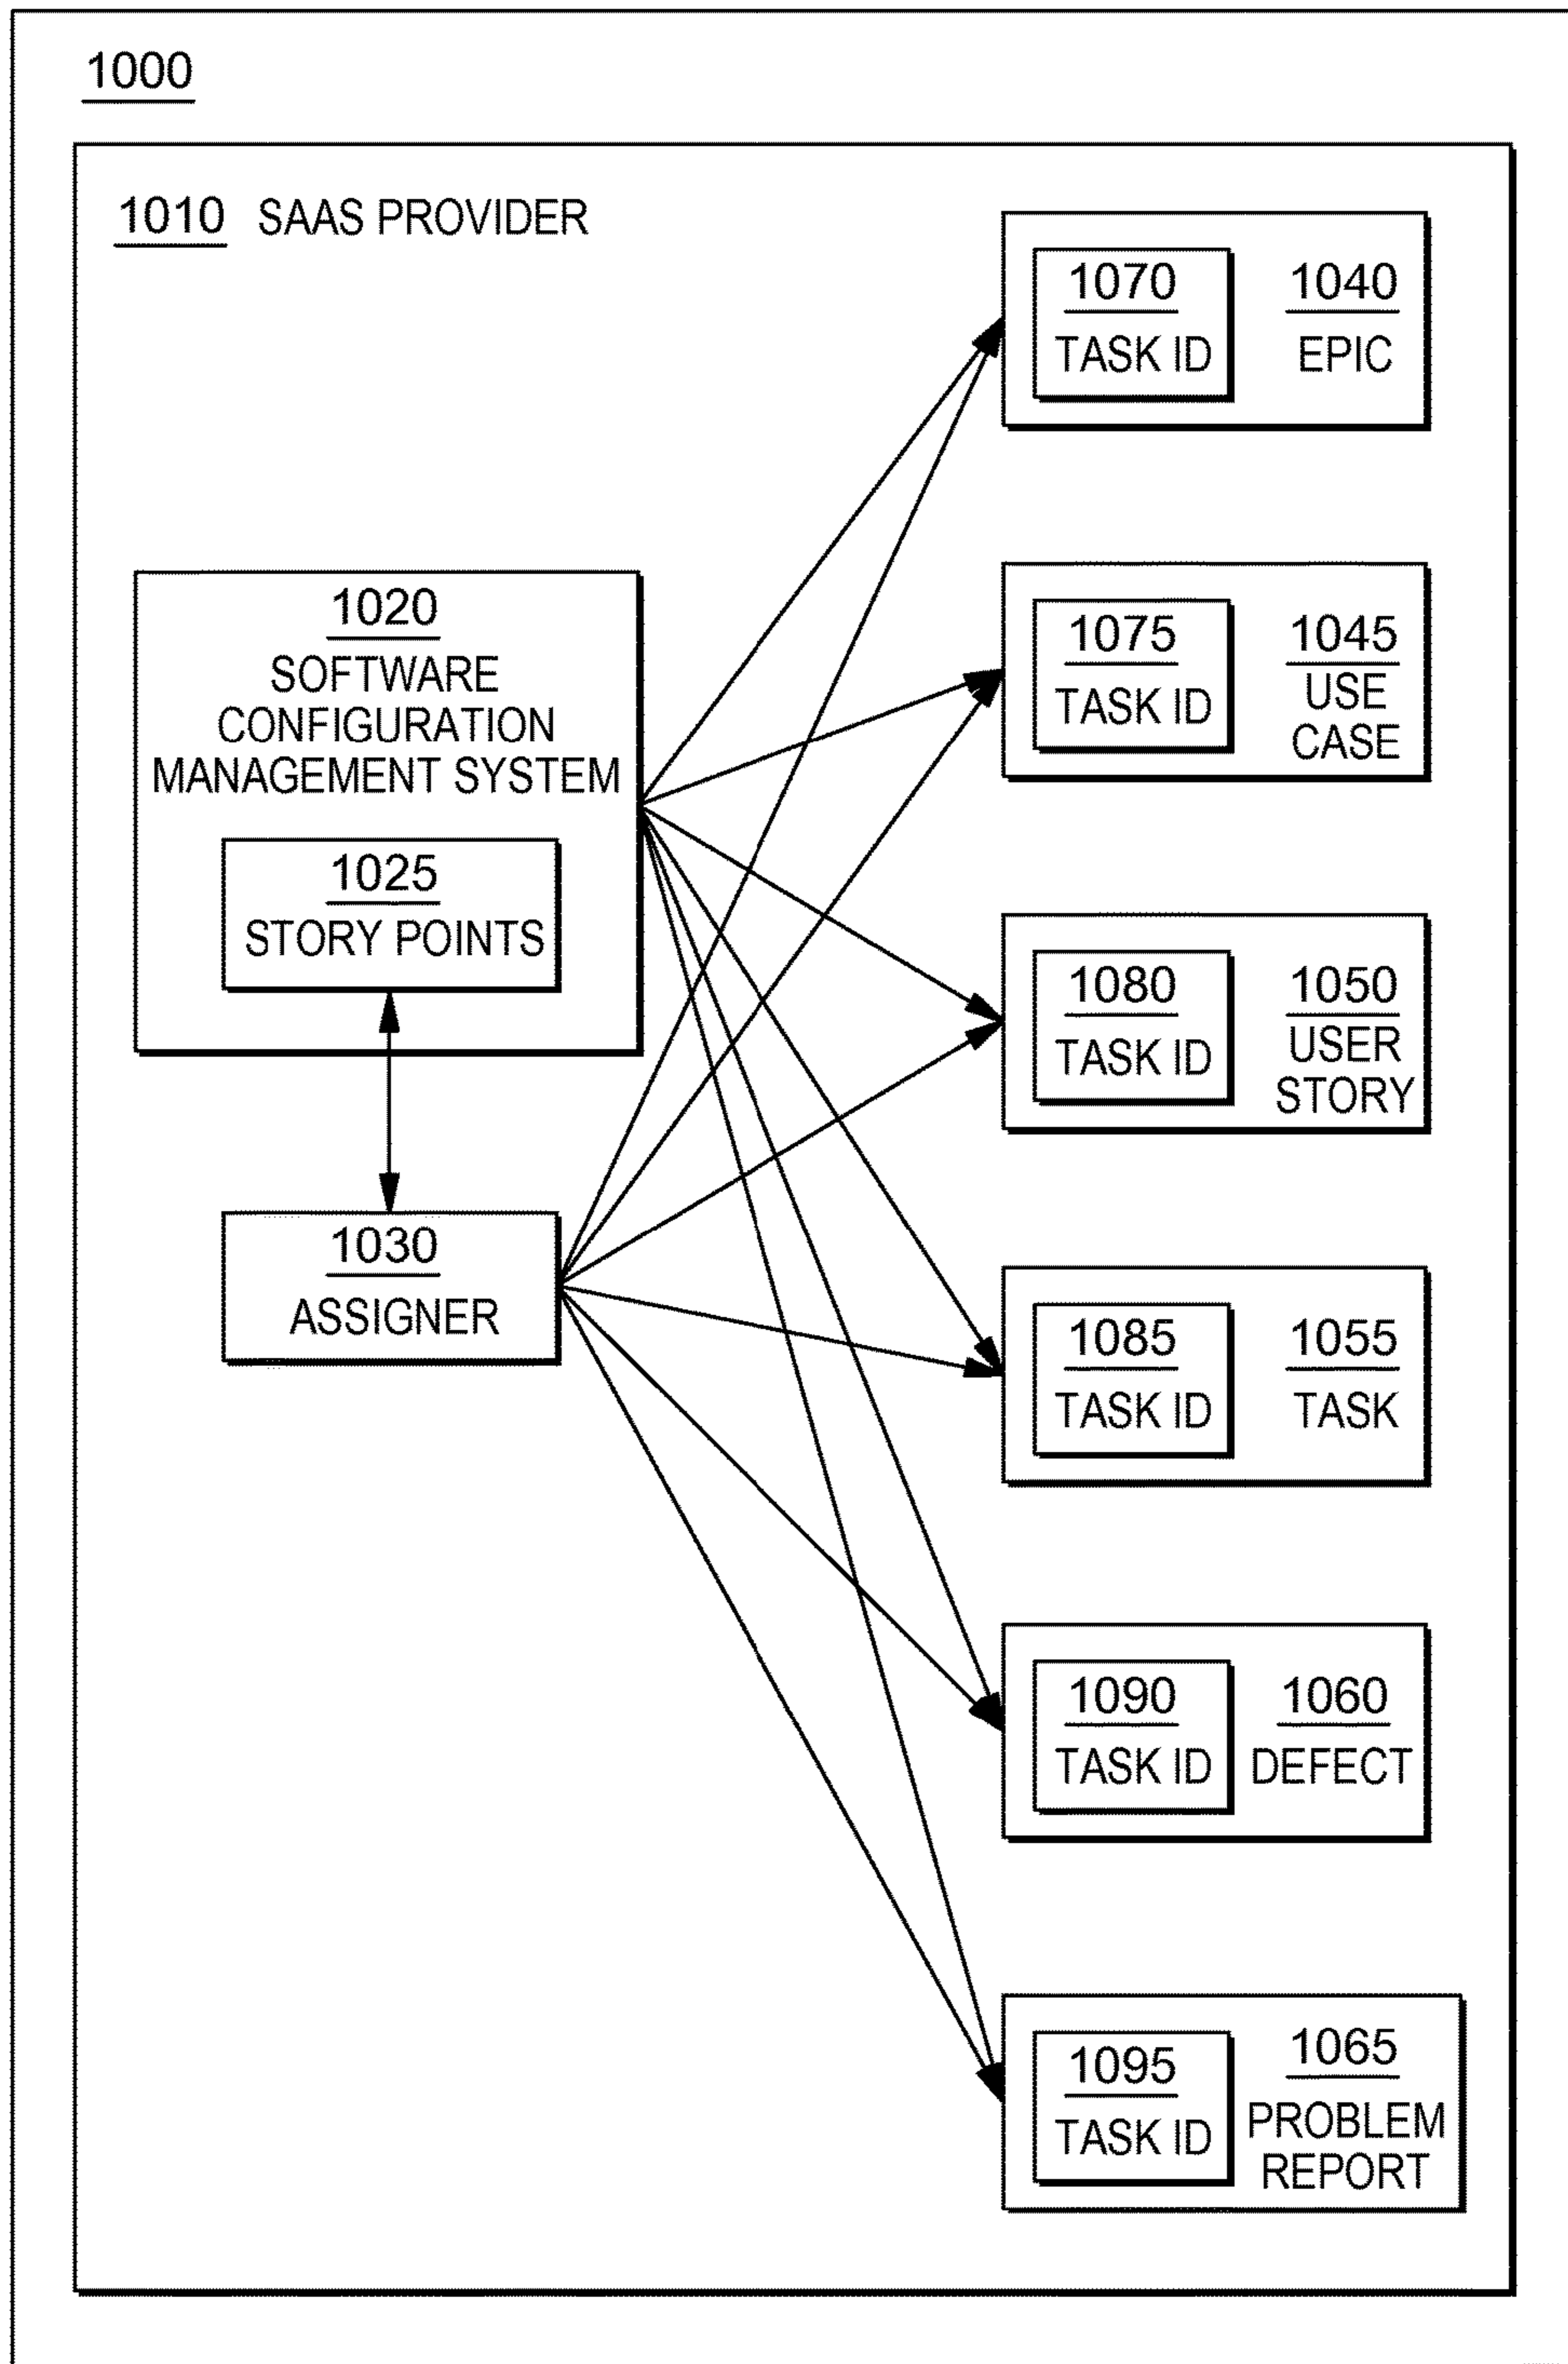 1000
1010 SAAS PROVIDER
1070
TASK ID
1040
EPIC
1020
SOFTWARE
CONFIGURATION
MANAGEMENT SYSTEM
1025
STORY POINTS
1030
ASSIGNER
1075
TASK ID
1045
USE
CASE
1080
TASK ID
1050
USER
STORY
1085
TASK ID
1055
TASK
1090
TASK ID
1060
DEFECT
1095
TASK ID
1065
PROBLEM
REPORT